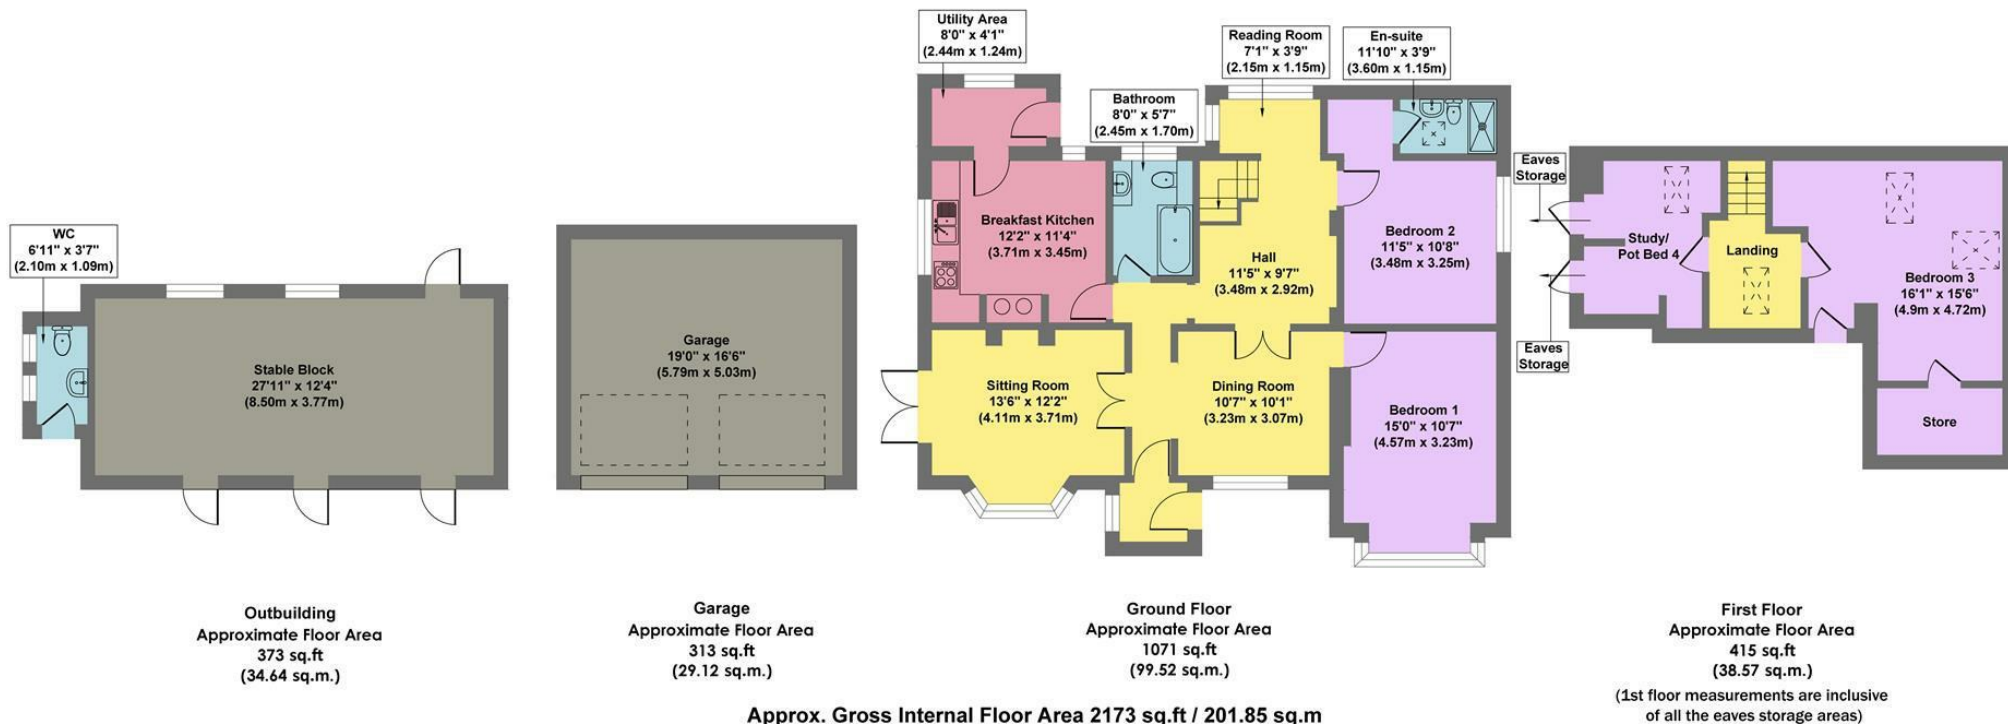 Utility Area
8'0" x 4'1"
(2.44m x 1.24m)
Reading Room
7'1" x 3'9"
(2.15m x 1.15m)
En-suite
11'10" x 3'9"
(3.60m x 1.15m)
Bathroom
8'0" x 5'7"
(2.45m x 1.70m)
WC
6'11" x 3'7"
(2.10m x 1.09m)
Stable Block
27'11" x 12'4"
(8.50m x 3.77m)
Garage
19'0" x 16'6"
(5.79m x 5.03m)
Breakfast Kitchen
12'2" x 11'4"
(3.71m x 3.45m)
Hall
11'5" x 9'7"
(3.48m x 2.92m)
Bedroom 2
11'5" x 10'8"
(3.48m x 3.25m)
Sitting Room
13'6" x 12'2"
(4.11m x 3.71m)
Dining Room
10'7" x 10'1"
(3.23m x 3.07m)
Bedroom 1
15'0" x 10'7"
(4.57m x 3.23m)
Eaves
Storage
Study/
Pot Bed 4
Landing
Bedroom 3
16'1" x 15'6"
(4.9m x 4.72m)
Eaves
Storage
Store
Outbuilding
Approximate Floor Area
373 sq.ft
(34.64 sq.m.)
Garage
Approximate Floor Area
313 sq.ft
(29.12 sq.m.)
Ground Floor
Approximate Floor Area
1071 sq.ft
(99.52 sq.m.)
First Floor
Approximate Floor Area
415 sq.ft
(38.57 sq.m.)
(1st floor measurements are inclusive
of all the eaves storage areas)
Approx. Gross Internal Floor Area 2173 sq.ft / 201.85 sq.m